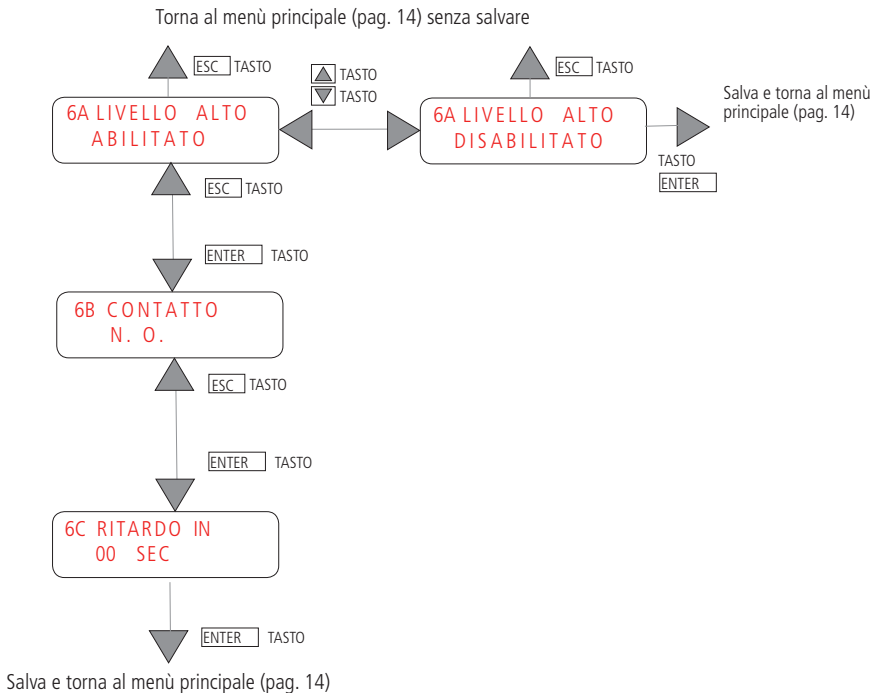 Torna al menù principale (pag. 14) senza salvare
ESC TASTO
TASTO
TASTO
ESC TASTO
6A LIVELLO ALTO
ABILITATO
6A LIVELLO ALTO
DISABILITATO
Salva e torna al menù
principale (pag. 14)
TASTO
ENTER
ESC TASTO
ENTER TASTO
6B CONTATTO
N. O.
ESC TASTO
ENTER TASTO
6C RITARDO IN
00 SEC
ENTER TASTO
Salva e torna al menù principale (pag. 14)